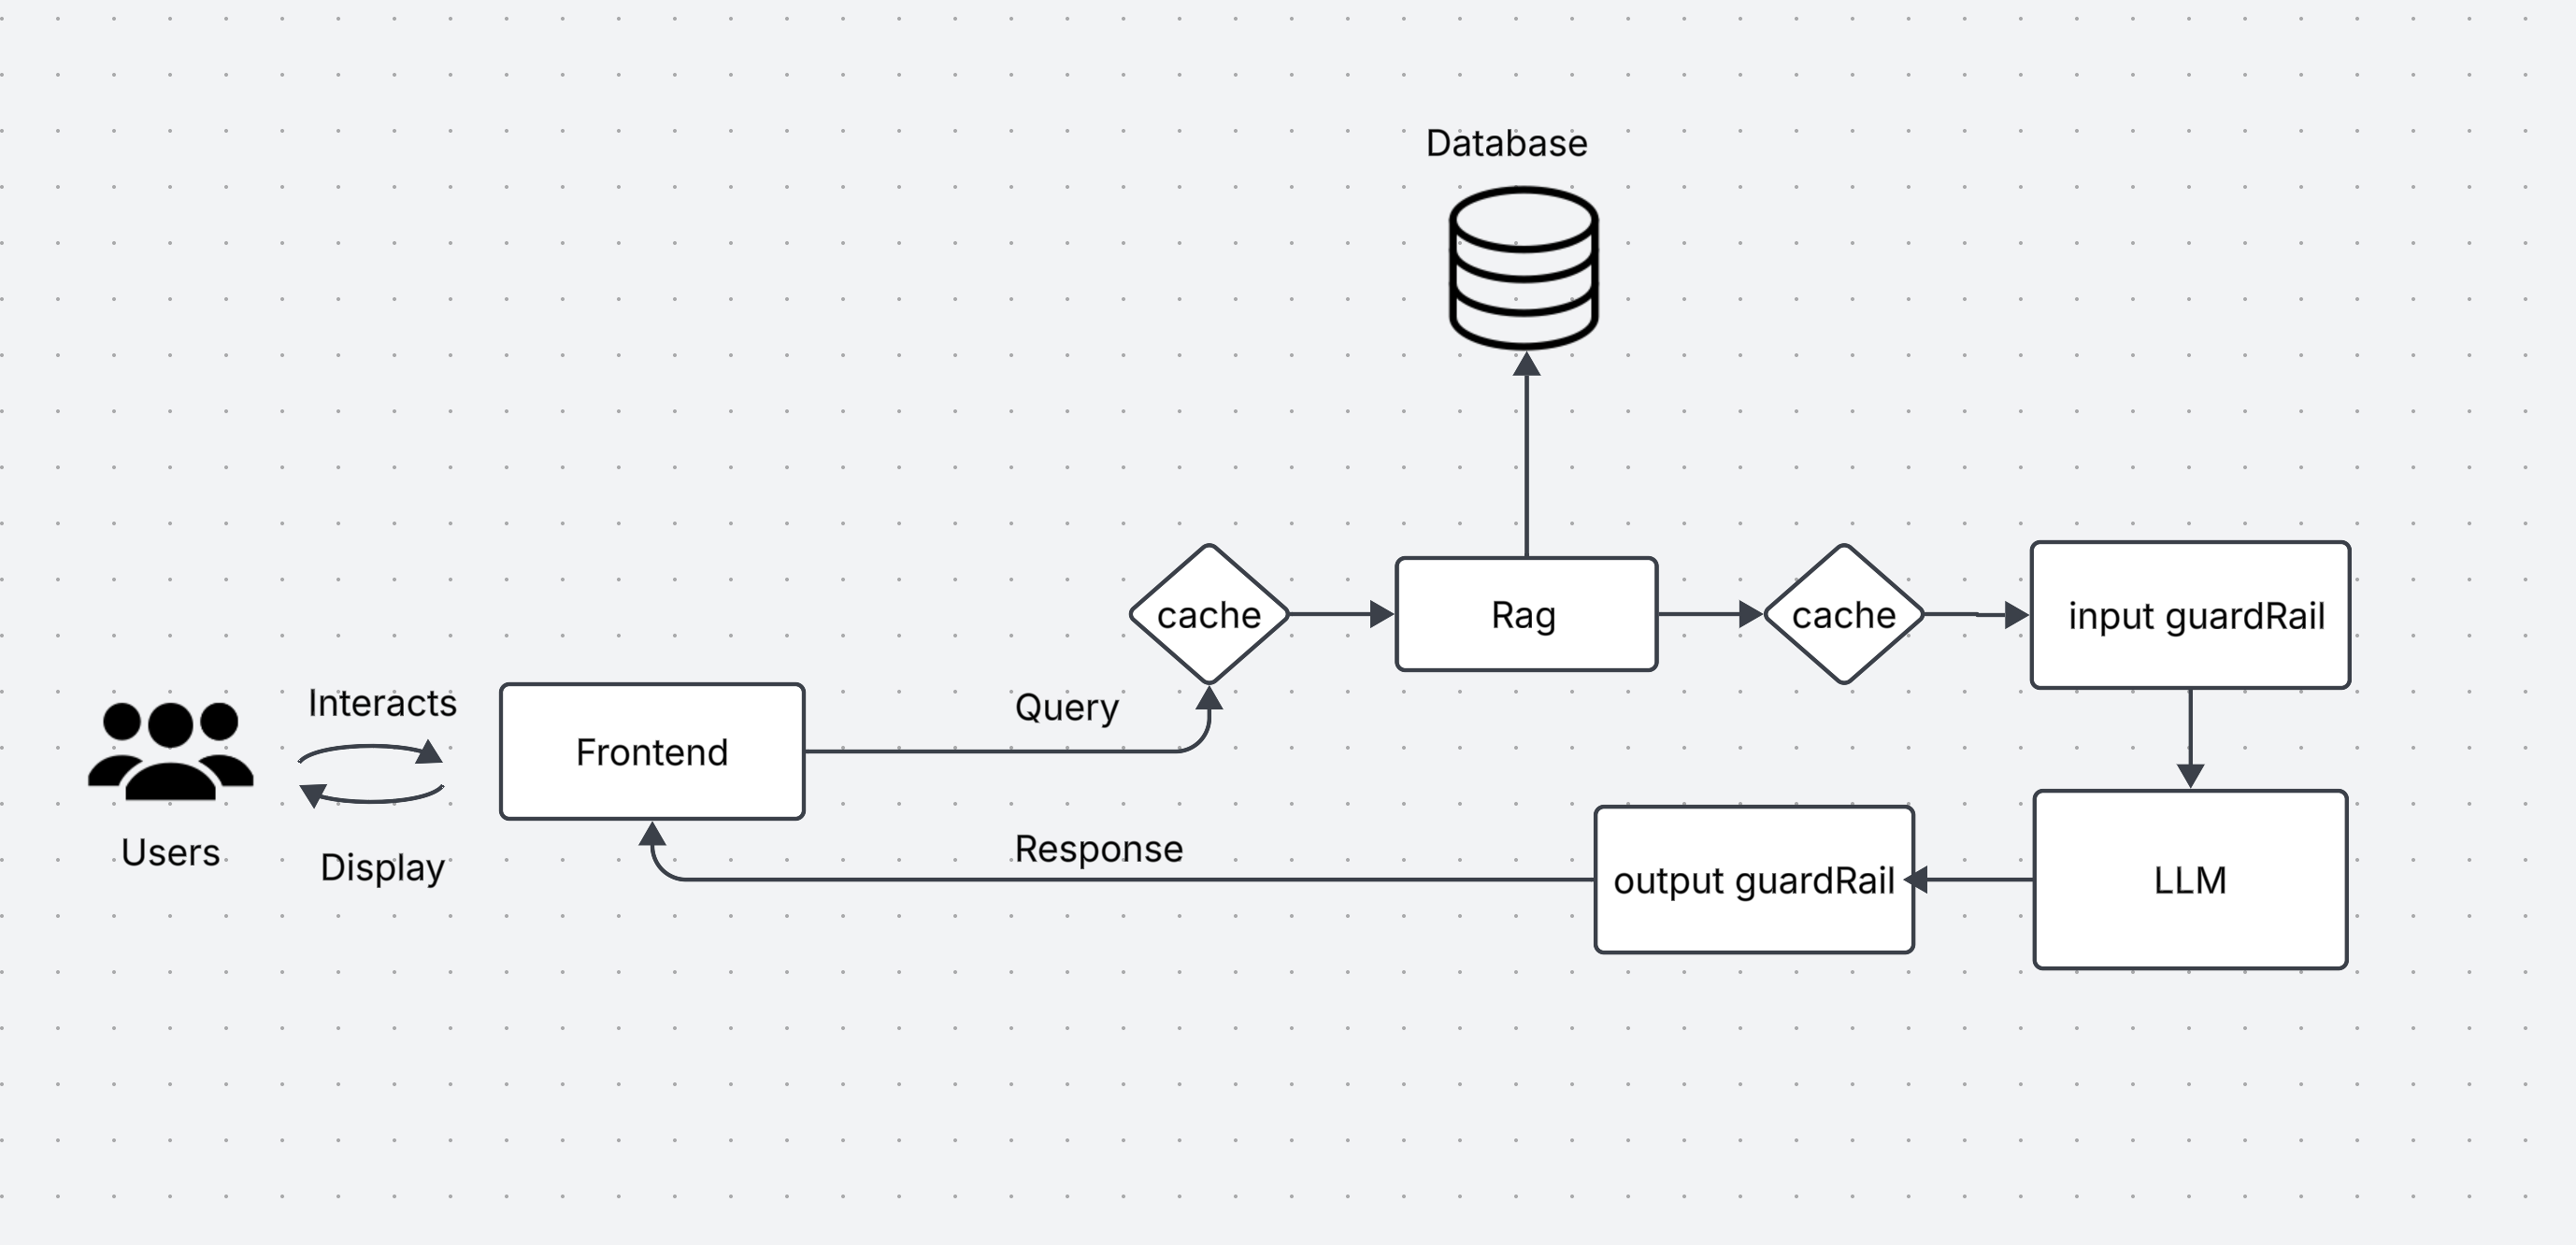 Database
cache
Rag
cache
input guardRail
Interacts
Query
Frontend
Users
Display
Response
output guardRail
LLM